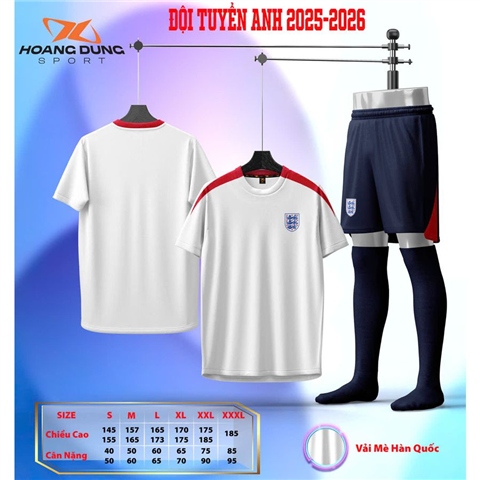 ĐỘI TUYỂN ANH 2025-2026
HOANG DUNG
SPORT
SIZE S M L XL XXL XXXL
Chiều Cao 145 157 165 170 175 185
155 165 173 175 185
Cân Nặng 40 50 60 65 75 85
50 60 65 70 90 95
Vải Mè Hàn Quốc